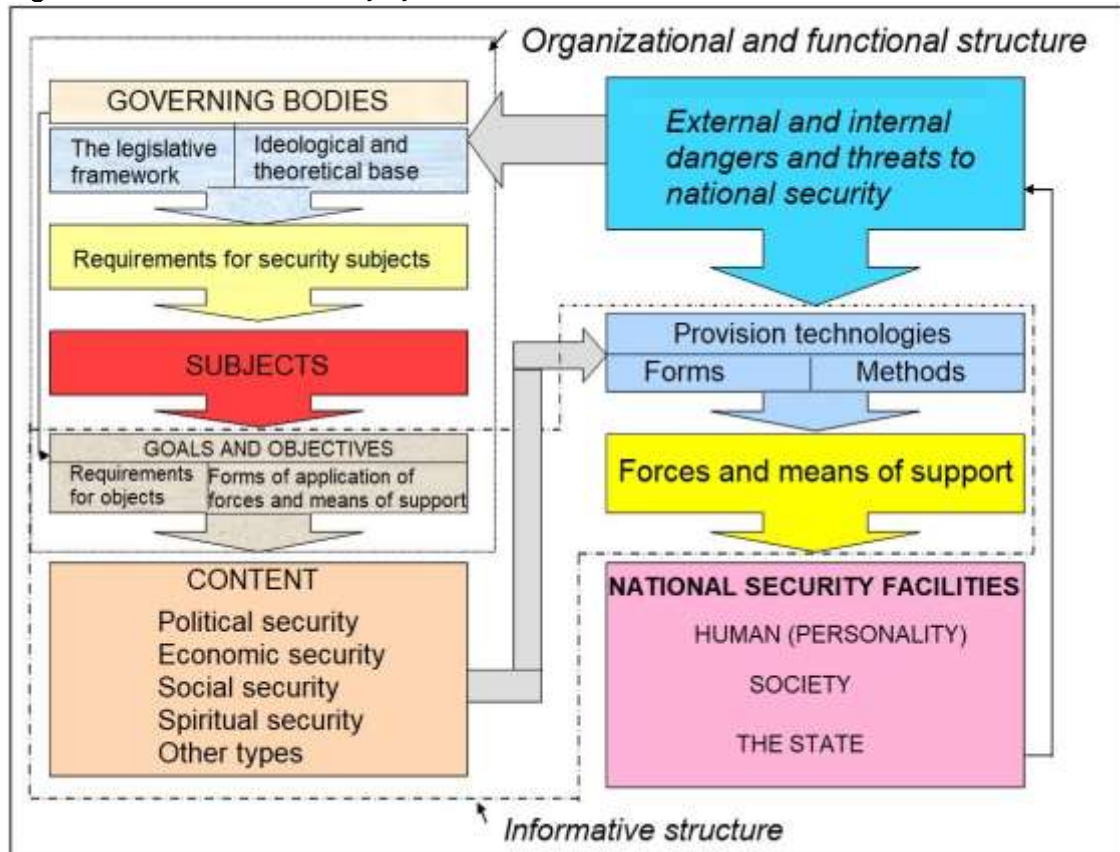 Organizational and functional structure
GOVERNING BODIES
The legislative
framework
Ideological and
theoretical base
Requirements for security subjects
SUBJECTS
GOALS AND OBJECTIVES
Requirements
for objects
Forms of application of
forces and means of support
CONTENT
Political security
Economic security
Social security
Spiritual security
Other types
External and internal
dangers and threats to
national security
Provision technologies
Forms
Methods
Forces and means of support
NATIONAL SECURITY FACILITIES
HUMAN (PERSONALITY)
SOCIETY
THE STATE
Informative structure